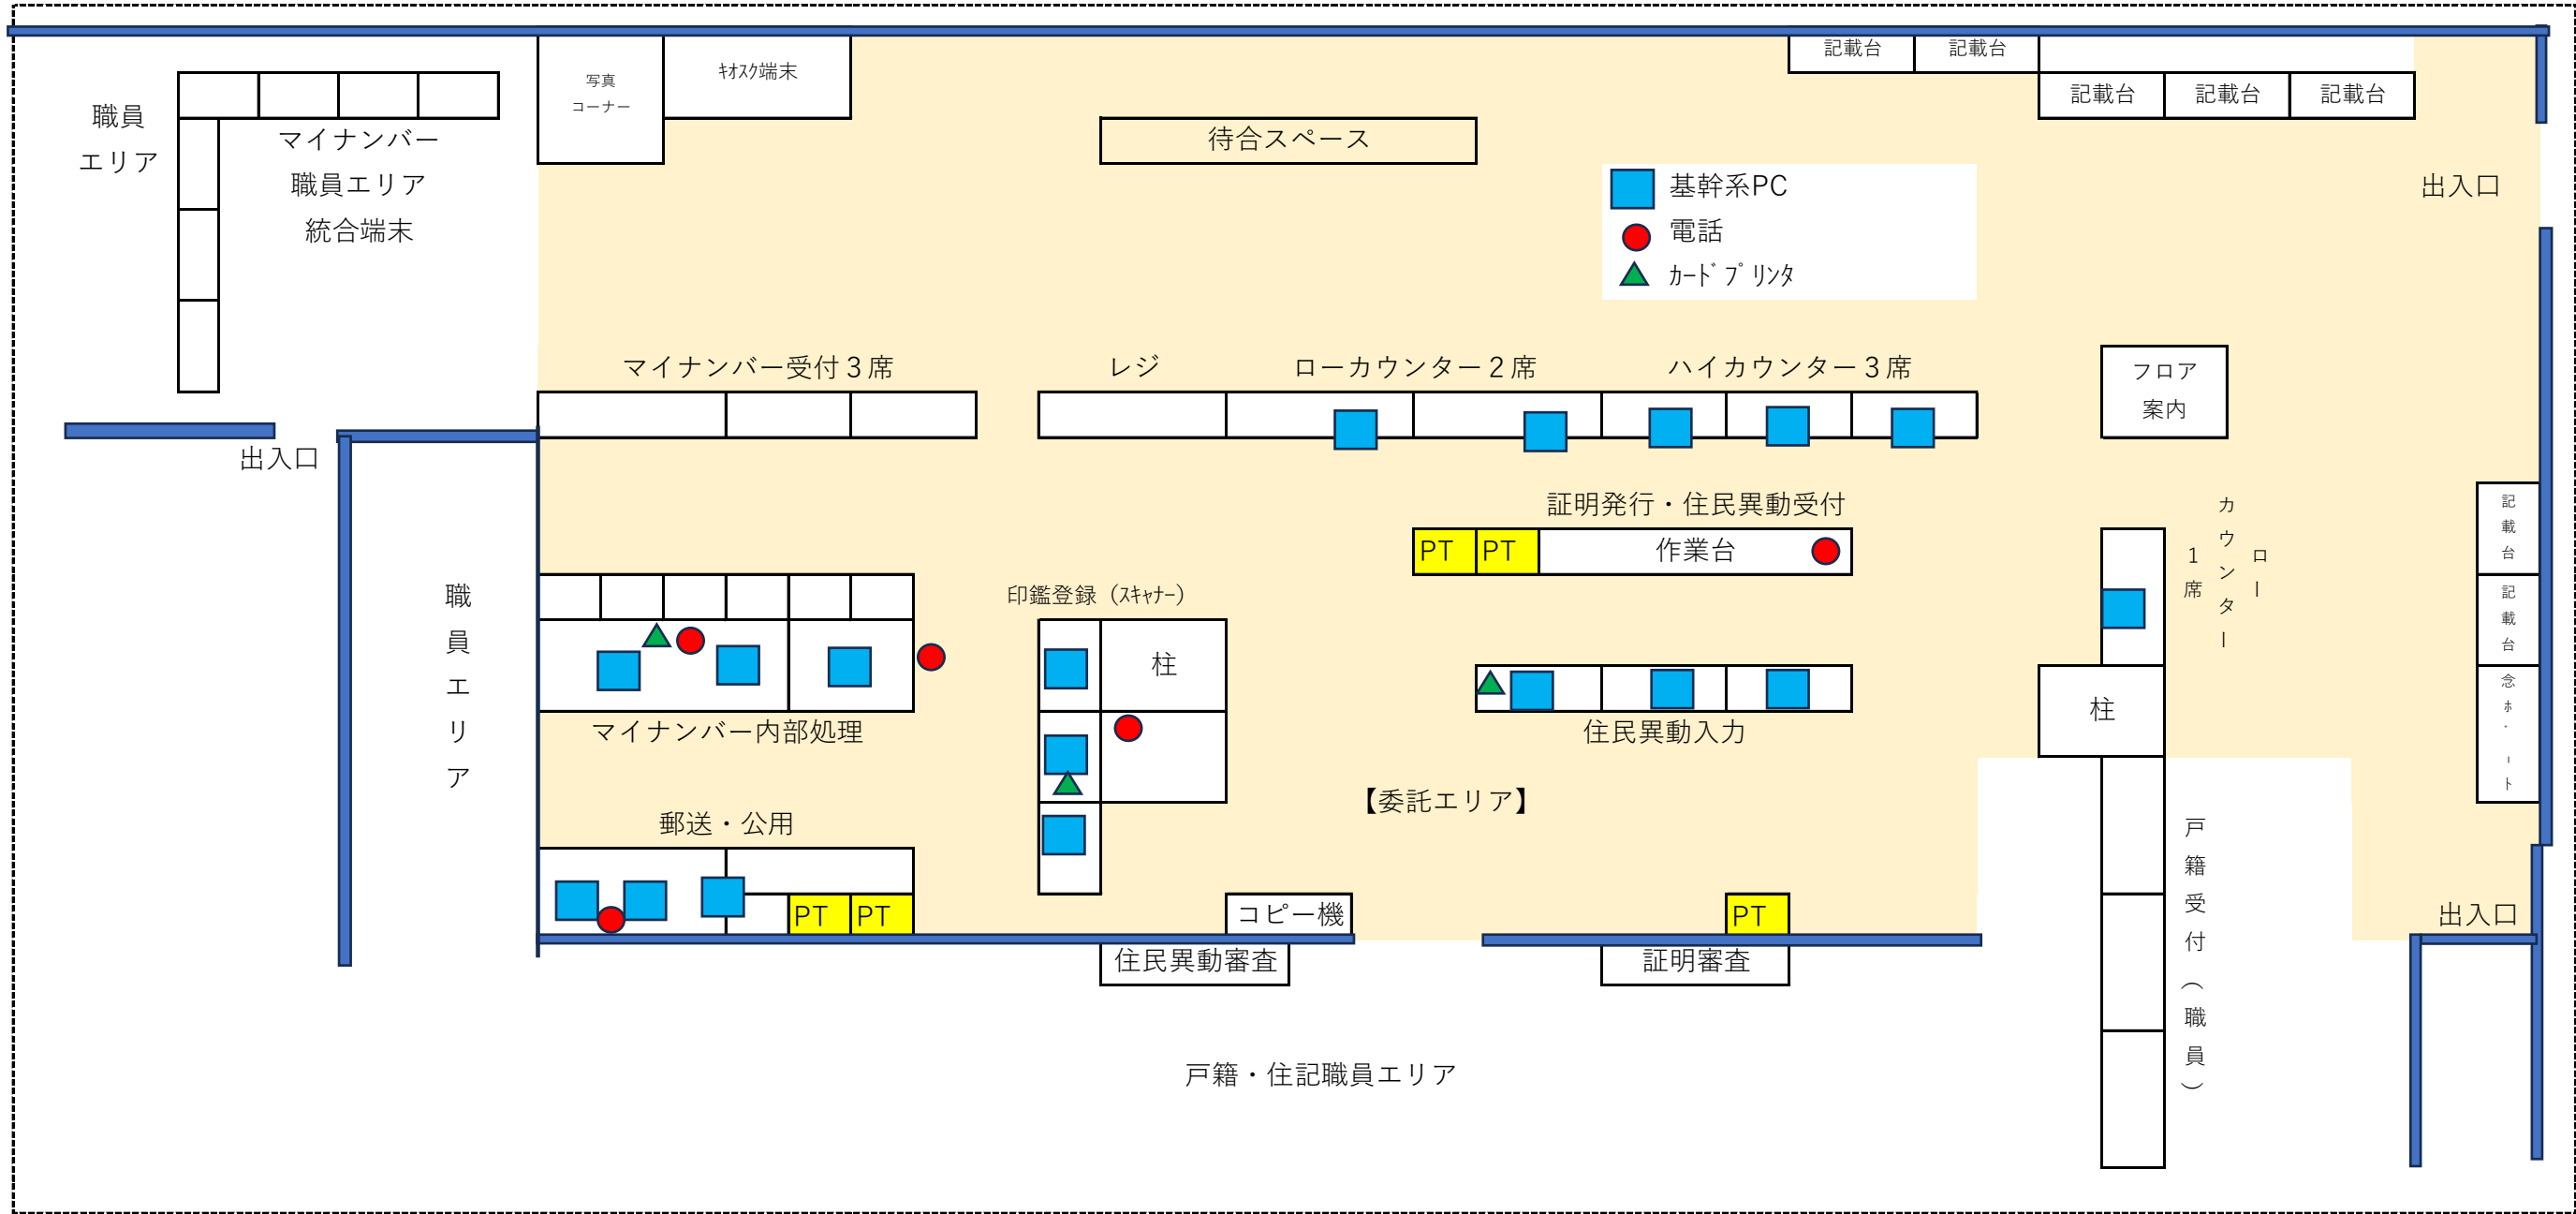 記載台
記載台
記載台
記載台
記載台
写真
コーナー
ｷｵｽｸ端末
職員
エリア
マイナンバー
職員エリア
統合端末
待合スペース
基幹系PC
電話
ｶｰﾄﾞﾌﾟﾘﾝﾀ
出入口
マイナンバー受付３席
レジ
ローカウンター２席
ハイカウンター３席
フロア
案内
出入口
証明発行・住民異動受付
PT
PT
作業台
ロー
カウンター
１席
記載台
記載台
念ﾎ・ｰﾄ
職員エリア
印鑑登録（ｽｷｬﾅｰ）
柱
柱
マイナンバー内部処理
住民異動入力
【委託エリア】
郵送・公用
戸籍受付（職員）
PT
PT
コピー機
PT
出入口
住民異動審査
証明審査
戸籍・住記職員エリア